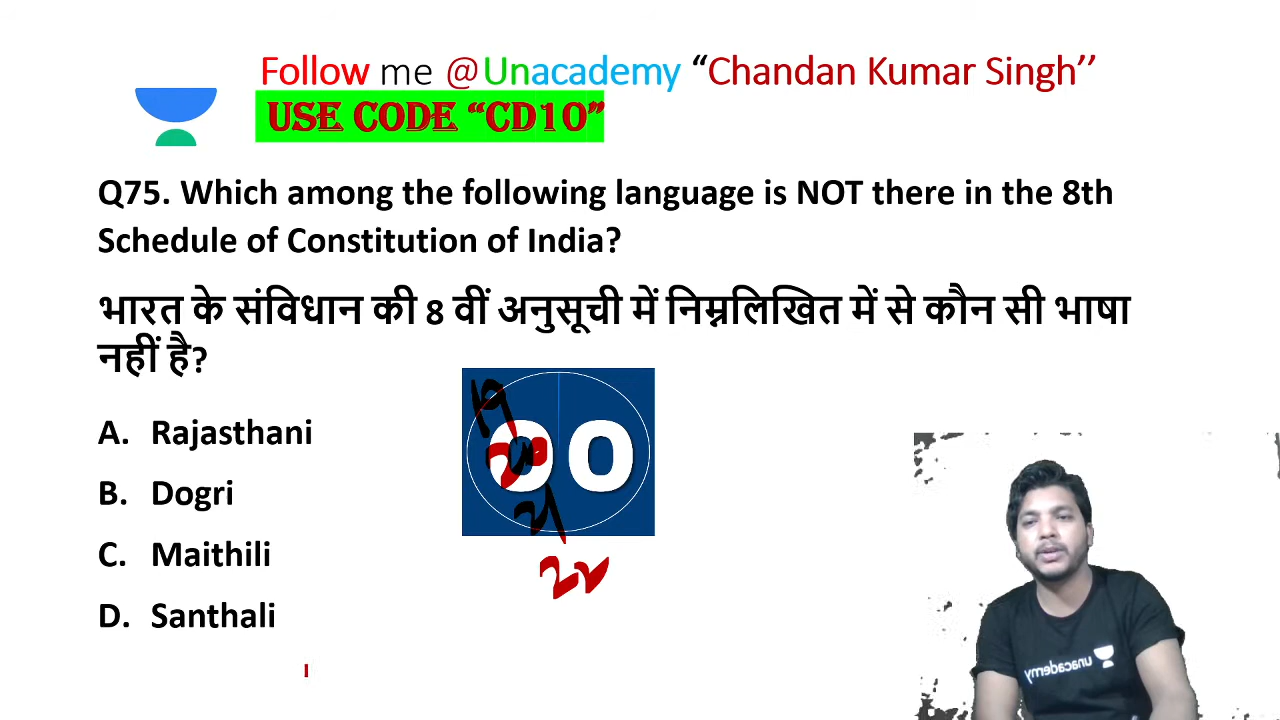 Follow me @Unacademy “Chandan Kumar Singh’’
USE CODE “CD10”
Q75. Which among the following language is NOT there in the 8th
Schedule of Constitution of India?
भारत के संविधान की 8 वीं अनुसूची में निम्नलिखित में से कौन सी भाषा
नहीं है?
A. Rajasthani
B. Dogri
C. Maithili
D. Santhali
00
unacademy